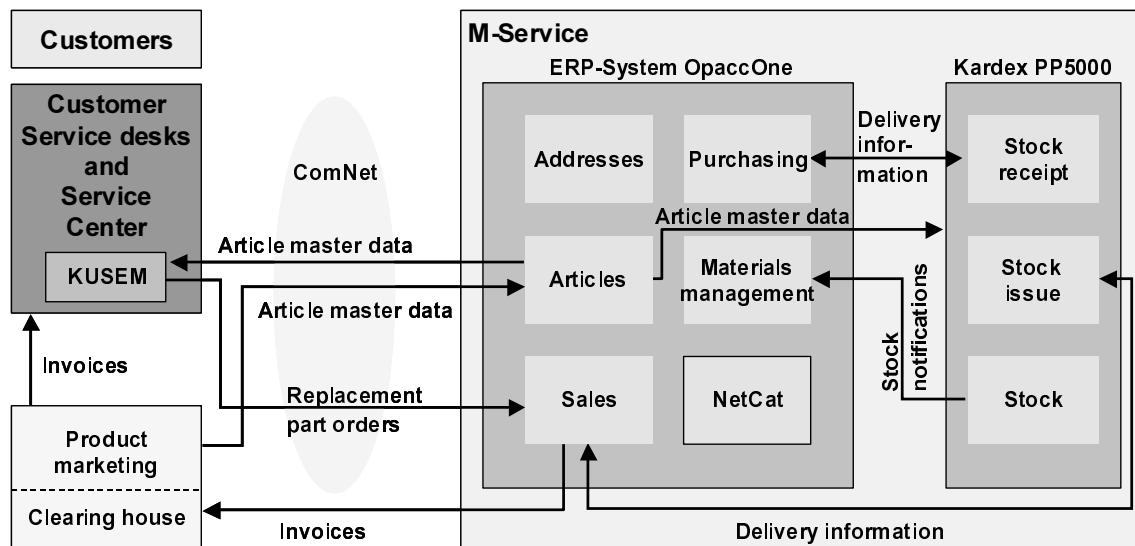 Customers
Customer
Service desks
and
Service
Center
KUSEM
Invoices
Product
marketing
Clearing house
ComNet
Article master data
Article master data
Replacement
part orders
Invoices
M-Service
ERP-System OpaccOne
Addresses
Purchasing
Article master data
Articles
Materials
management
Sales
NetCat
Delivery
infor-
mation
Stock
notifications
Delivery information
Kardex PP5000
Stock
receipt
Stock
issue
Stock